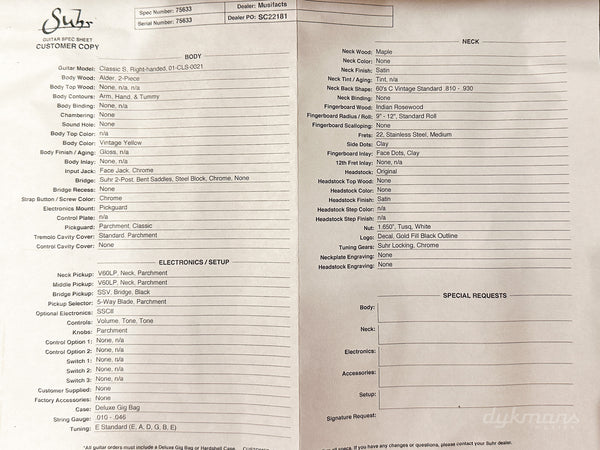 Suhr
GUITAR SPEC SHEET
CUSTOMER COPY
Spec Number: 75633
Serial Number: 75633
Dealer: Musifacts
Dealer PO: SC22181
BODY
Guitar Model: Classic S, Right-handed, 01-CLS-0021
Body Wood: Alder, 2-Piece
Body Top Wood: None, n/a, n/a
Body Contours: Arm, Hand, & Tummy
Body Binding: None, n/a
Chambering: None
Sound Hole: None
Body Top Color: n/a
Body Color: Vintage Yellow
Body Finish / Aging: Gloss, n/a
Body Inlay: None, n/a
Input Jack: Face Jack, Chrome
Bridge: Suhr 2-Post, Bent Saddles, Steel Block, Chrome, None
Bridge Recess: None
Strap Button / Screw Color: Chrome
Electronics Mount: Pickguard
Control Plate: n/a
Pickguard: Parchment, Classic
Tremolo Cavity Cover: Standard, Parchment
Control Cavity Cover: None
ELECTRONICS / SETUP
Neck Pickup: V60LP, Neck, Parchment
Middle Pickup: V60LP, Neck, Parchment
Bridge Pickup: SSV, Bridge, Black
Pickup Selector: 5-Way Blade, Parchment
Optional Electronics: SSCII
Controls: Volume, Tone, Tone
Knobs: Parchment
Control Option 1: None, n/a
Control Option 2: None, n/a
Switch 1: None, n/a
Switch 2: None, n/a
Switch 3: None, n/a
Customer Supplied: None
Factory Accessories: None
Case: Deluxe Gig Bag
String Gauge: .010 - .046
Tuning: E Standard (E, A, D, G, B, E)
*All guitar orders must include a Deluxe Gig Bag or Hardshell Case.
NECK
Neck Wood: Maple
Neck Color: None
Neck Finish: Satin
Neck Tint / Aging: Tint, n/a
Neck Back Shape: 60's C Vintage Standard .810 - .930
Neck Binding: None
Fingerboard Wood: Indian Rosewood
Fingerboard Radius / Roll: 9" - 12", Standard Roll
Fingerboard Scalloping: None
Frets: 22, Stainless Steel, Medium
Side Dots: Clay
Fingerboard Inlay: Face Dots, Clay
12th Fret Inlay: None, n/a
Headstock: Original
Headstock Top Wood: None
Headstock Color: None
Headstock Finish: Satin
Headstock Step Color: n/a
Headstock Step Finish: n/a
Nut: 1.650", Tusq, White
Logo: Decal, Gold Fill Black Outline
Tuning Gears: Suhr Locking, Chrome
Neckplate Engraving: None
Headstock Engraving: None
SPECIAL REQUESTS
Body:
Neck:
Electronics:
Accessories:
Setup:
Signature Request:
specs. If you have any changes or questions, please contact your Suhr dealer.
dykmans